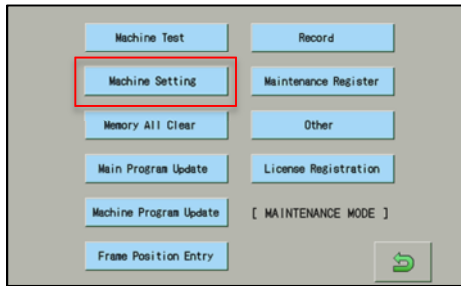 Machine Test
Record
Machine Setting
Maintenance Register
Memory All Clear
Other
Main Program Update
License Registration
Machine Program Update
[ MAINTENANCE MODE ]
Frame Position Entry